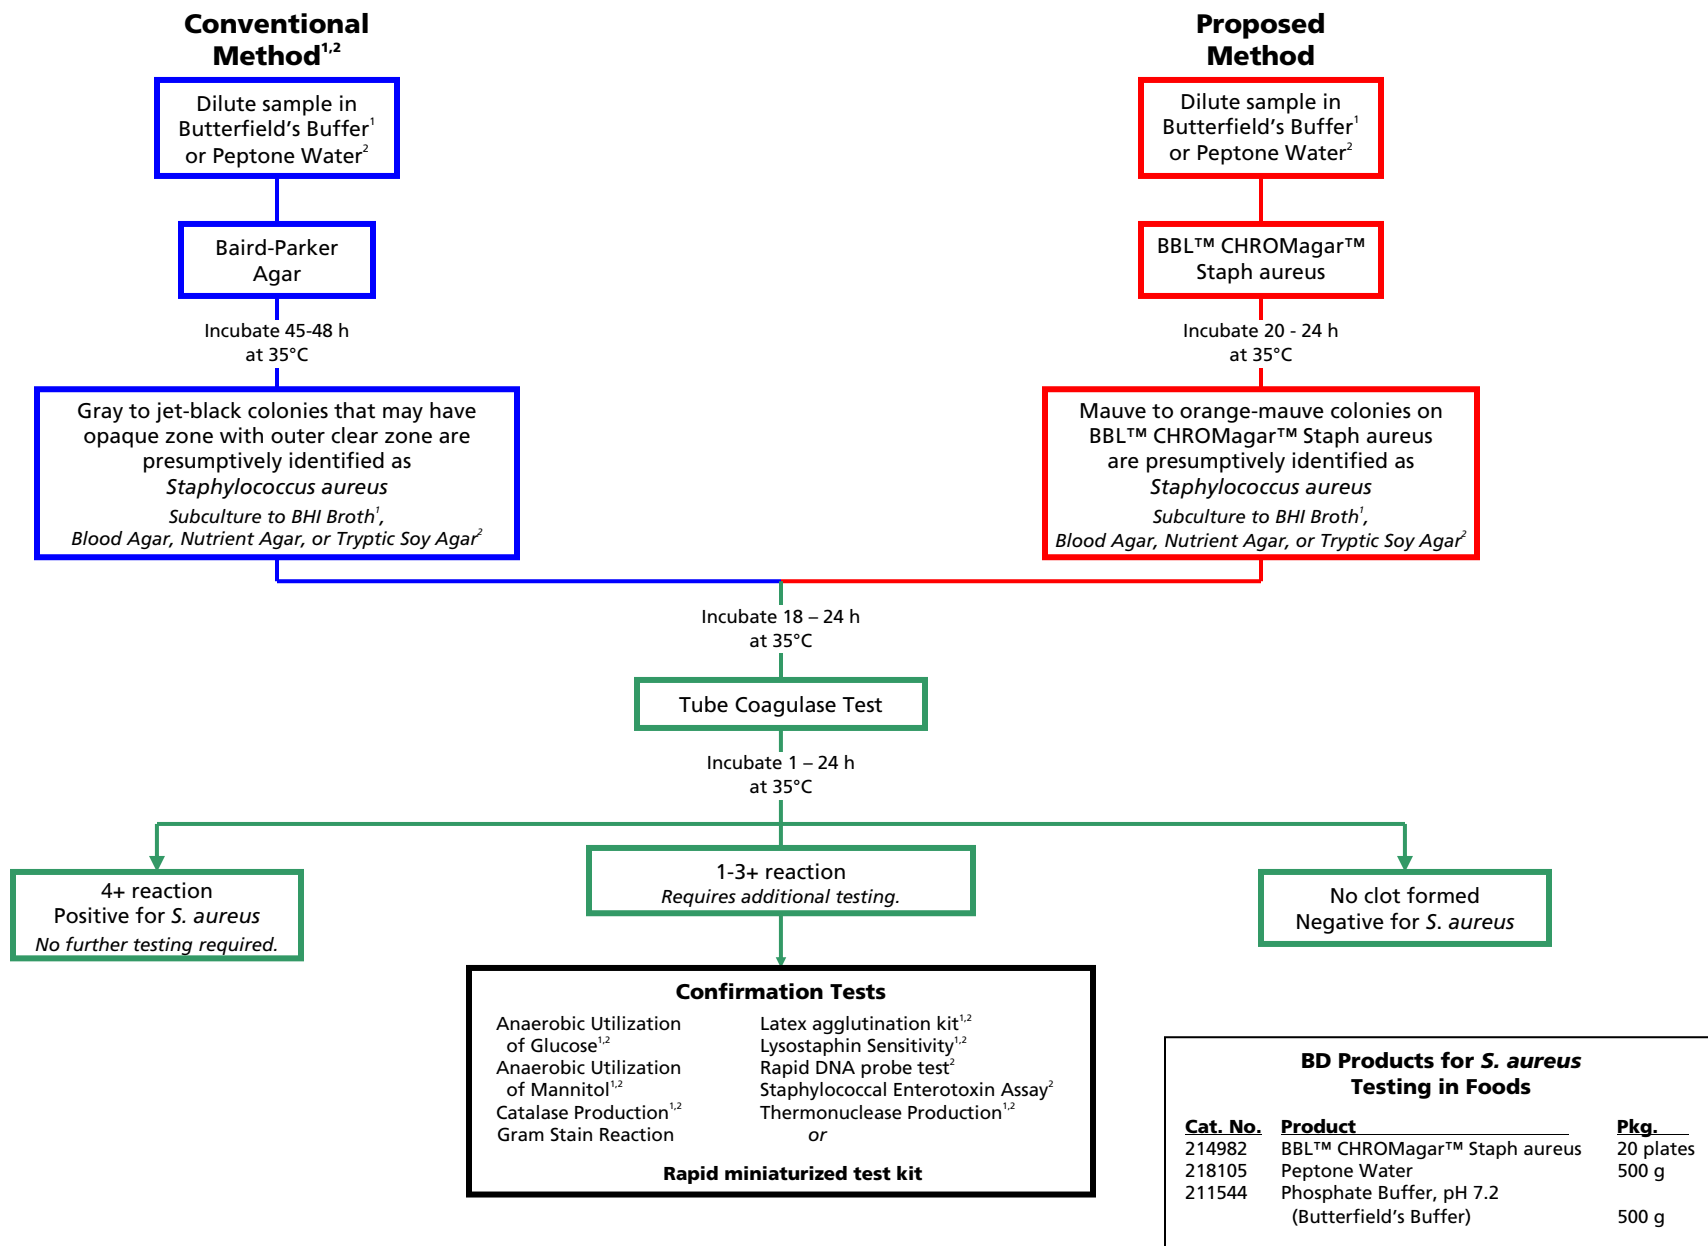 Conventional
Method1,2
Dilute sample in
Butterfield's Buffer1
or Peptone Water2
Baird-Parker
Agar
Incubate 45-48 h
at 35°C
Gray to jet-black colonies that may have
opaque zone with outer clear zone are
presumptively identified as
Staphylococcus aureus
Subculture to BHI Broth1,
Blood Agar, Nutrient Agar, or Tryptic Soy Agar2
Proposed
Method
Dilute sample in
Butterfield's Buffer1
or Peptone Water2
BBL™ CHROMagar™
Staph aureus
Incubate 20 - 24 h
at 35°C
Mauve to orange-mauve colonies on
BBL™ CHROMagar™ Staph aureus
are presumptively identified as
Staphylococcus aureus
Subculture to BHI Broth1,
Blood Agar, Nutrient Agar, or Tryptic Soy Agar2
Incubate 18 – 24 h
at 35°C
Tube Coagulase Test
Incubate 1 – 24 h
at 35°C
4+ reaction
Positive for S. aureus
No further testing required.
1-3+ reaction
Requires additional testing.
No clot formed
Negative for S. aureus
Confirmation Tests
Anaerobic Utilization
of Glucose1,2
Anaerobic Utilization
of Mannitol1,2
Catalase Production1,2
Gram Stain Reaction
Latex agglutination kit1,2
Lysostaphin Sensitivity1,2
Rapid DNA probe test2
Staphylococcal Enterotoxin Assay2
Thermonuclease Production1,2
or
Rapid miniaturized test kit
BD Products for S. aureus
Testing in Foods
Cat. No. Product Pkg.
214982 BBL™ CHROMagar™ Staph aureus 20 plates
218105 Peptone Water 500 g
211544 Phosphate Buffer, pH 7.2
(Butterfield's Buffer) 500 g